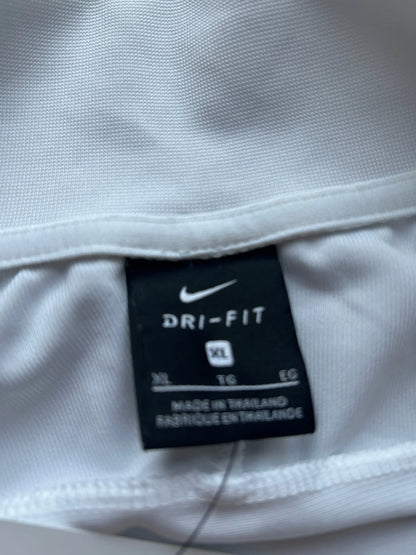 DRI-FIT
XL
XL TG EG
MADE IN THAILAND
FABRIQUE EN THAILANDE